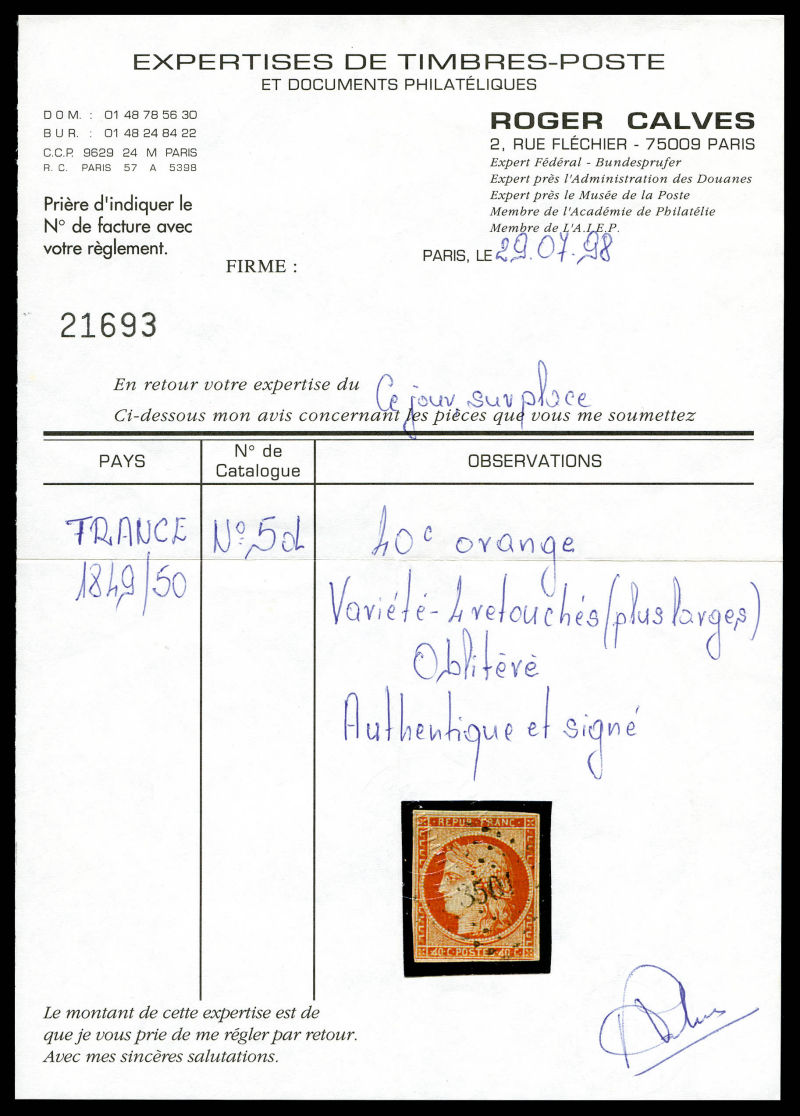 EXPERTISES DE TIMBRES-POSTE
ET DOCUMENTS PHILATÉLIQUES
DOM. : 01 48 78 56 30
BUR. : 01 48 24 84 22
C.C.P. 9629 24 M PARIS
R. C. PARIS 57 A 5398
ROGER CALVES
2, RUE FLÉCHIER - 75009 PARIS
Expert Fédéral - Bundesprufer
Expert près l'Administration des Douanes
Expert près le Musée de la Poste
Membre de l'Académie de Philatélie
Membre de L'A.I.E.P.
Prière d'indiquer le
N° de facture avec
votre règlement.
PARIS, LE 29.07.98
FIRME :
21693
En retour votre expertise du Ce jour, sur place
Ci-dessous mon avis concernant les pièces que vous me soumettez
PAYS
N° de
Catalogue
OBSERVATIONS
FRANCE
1849/50
N° 5d
40c orange
Variété - 4 retouchés (plus larges)
Oblitèrè
Authentique et signé
REPUB FRANC
3501
40 C POSTES 40 C
Le montant de cette expertise est de
que je vous prie de me régler par retour.
Avec mes sincères salutations.